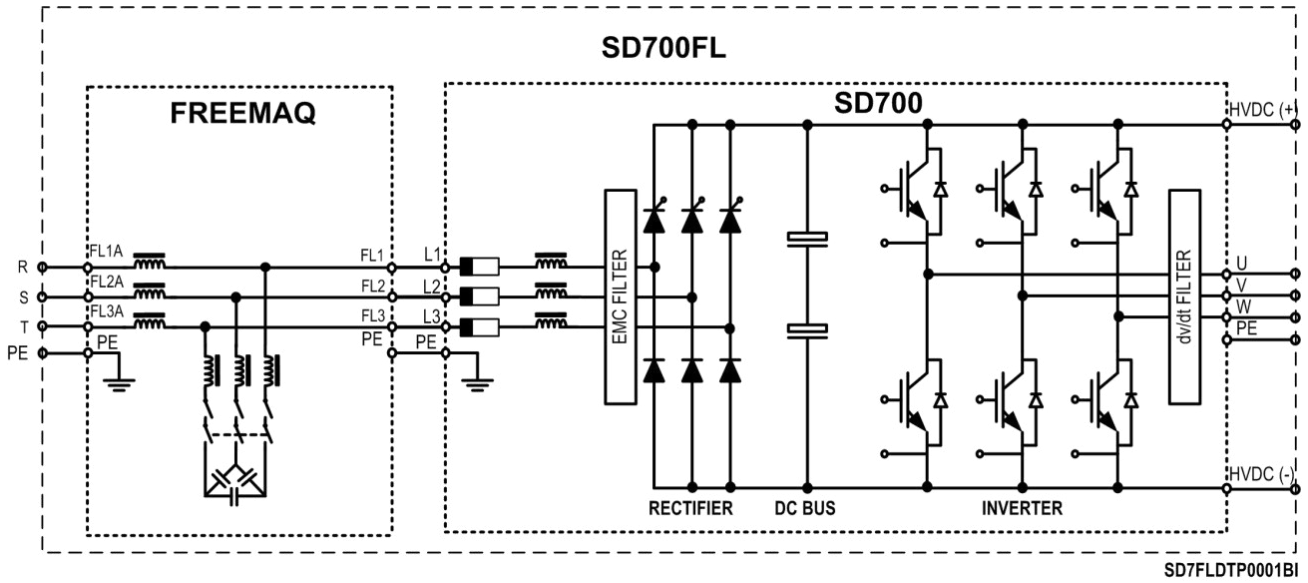 SD700FL
FREEMAQ
SD700
HVDC (+)
R
FL1A
FL1
L1
S
FL2A
FL2
L2
T
FL3A
FL3
L3
PE
PE
PE
PE
EMC FILTER
dv/dt FILTER
U
V
W
PE
HVDC (-)
RECTIFIER
DC BUS
INVERTER
SD7FLDTP0001BI